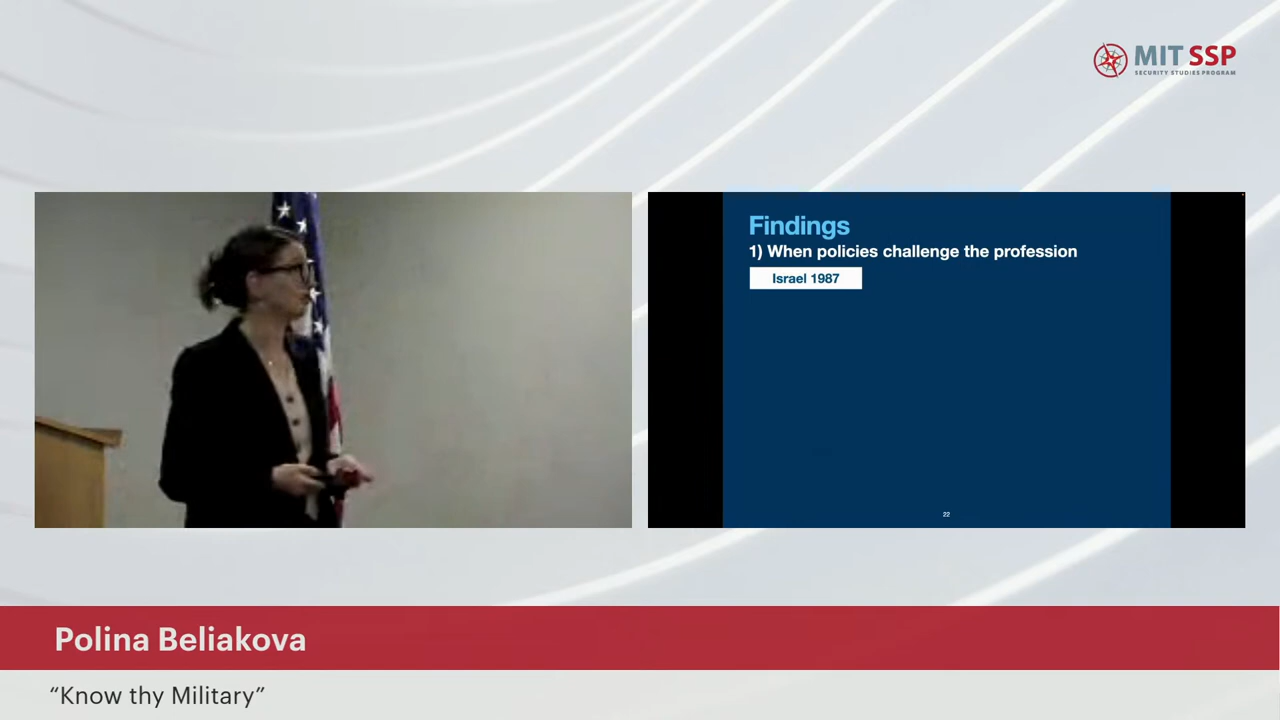 MIT SSP
SECURITY STUDIES PROGRAM
Findings
1) When policies challenge the profession
Israel 1987
22
Polina Beliakova
“Know thy Military”